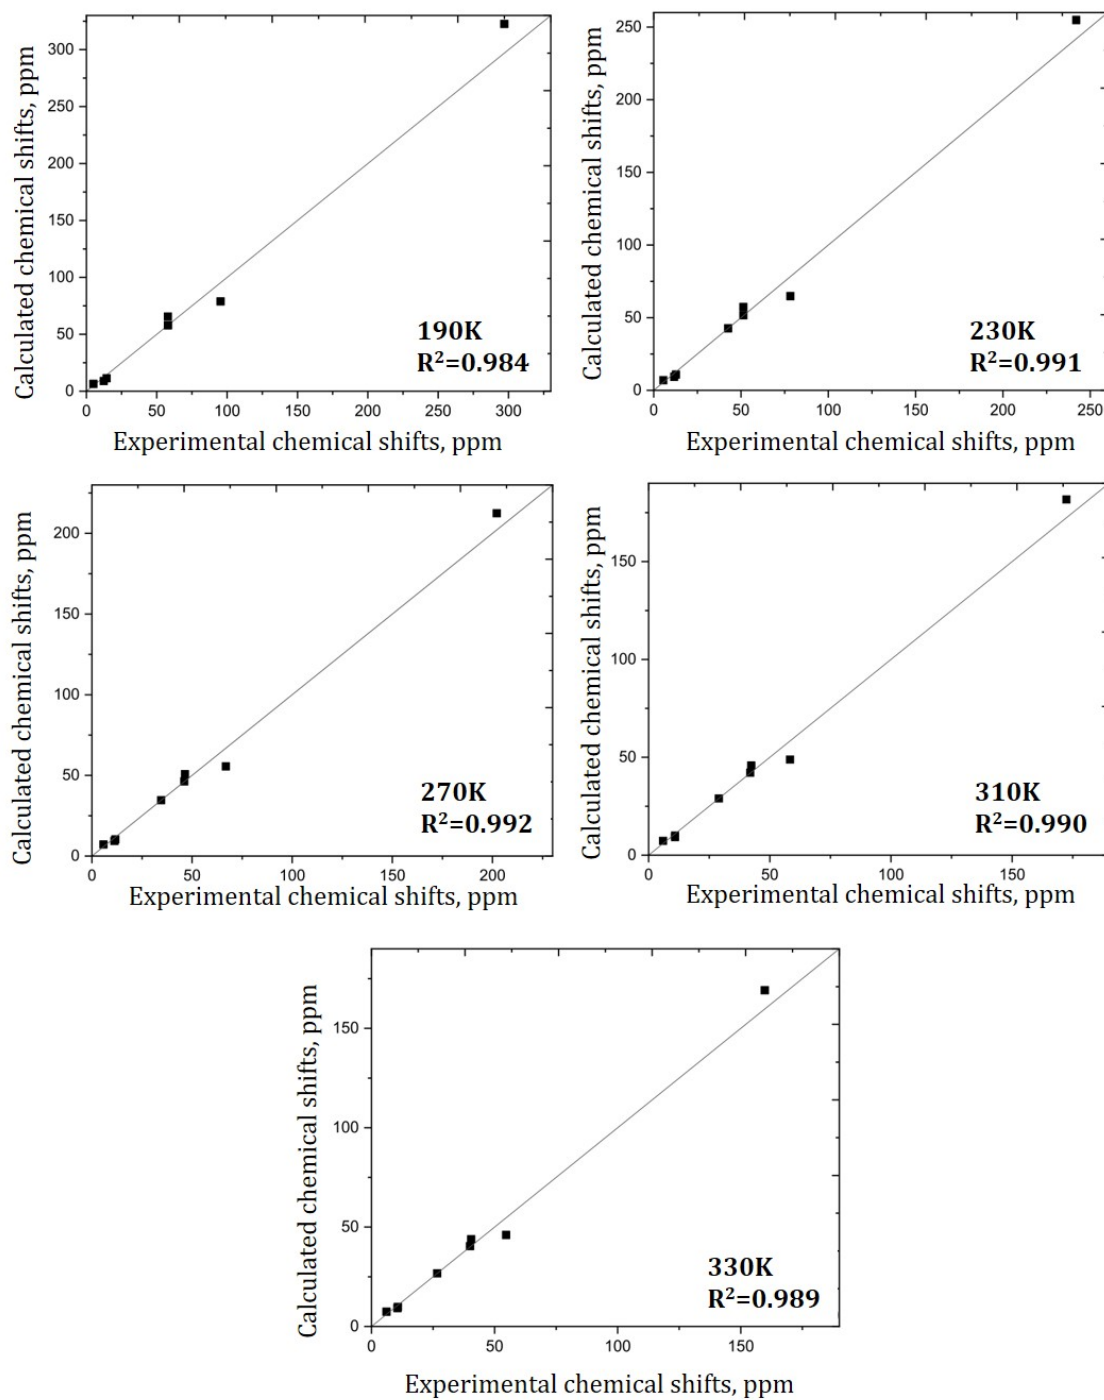 Calculated chemical shifts, ppm
300
250
200
150
100
50
0
190K
R²=0.984
0 50 100 150 200 250 300
Experimental chemical shifts, ppm
Calculated chemical shifts, ppm
250
200
150
100
50
0
230K
R²=0.991
0 50 100 150 200 250
Experimental chemical shifts, ppm
Calculated chemical shifts, ppm
200
150
100
50
0
270K
R²=0.992
0 50 100 150 200
Experimental chemical shifts, ppm
Calculated chemical shifts, ppm
150
100
50
0
310K
R²=0.990
0 50 100 150
Experimental chemical shifts, ppm
Calculated chemical shifts, ppm
150
100
50
0
330K
R²=0.989
0 50 100 150
Experimental chemical shifts, ppm